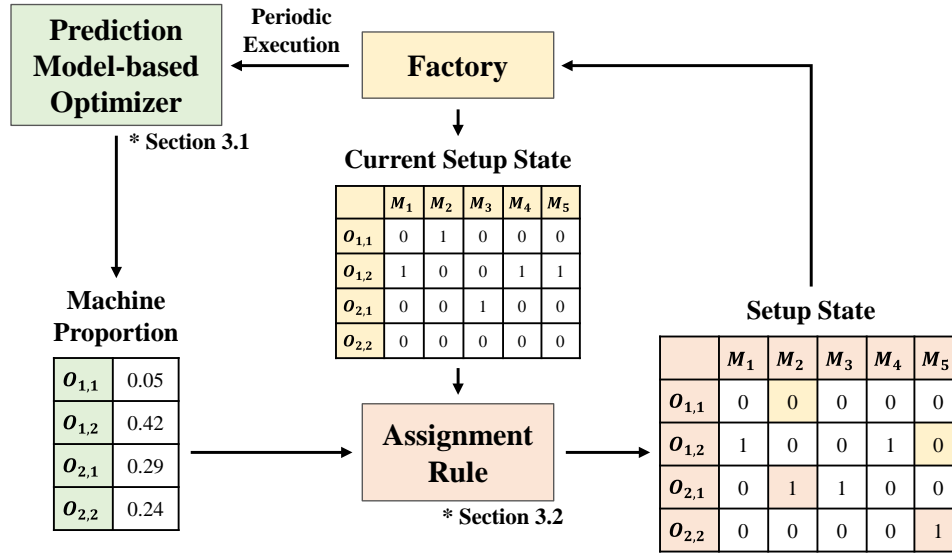 Prediction
Model-based
Optimizer
Periodic
Execution
Factory
* Section 3.1
Current Setup State
M₁ M₂ M₃ M₄ M₅
O₁,₁ 0 1 0 0 0
O₁,₂ 1 0 0 1 1
O₂,₁ 0 0 1 0 0
O₂,₂ 0 0 0 0 0
Machine
Proportion
O₁,₁ 0.05
O₁,₂ 0.42
O₂,₁ 0.29
O₂,₂ 0.24
Assignment
Rule
* Section 3.2
Setup State
M₁ M₂ M₃ M₄ M₅
O₁,₁ 0 0 0 0 0
O₁,₂ 1 0 0 1 0
O₂,₁ 0 1 1 0 0
O₂,₂ 0 0 0 0 1